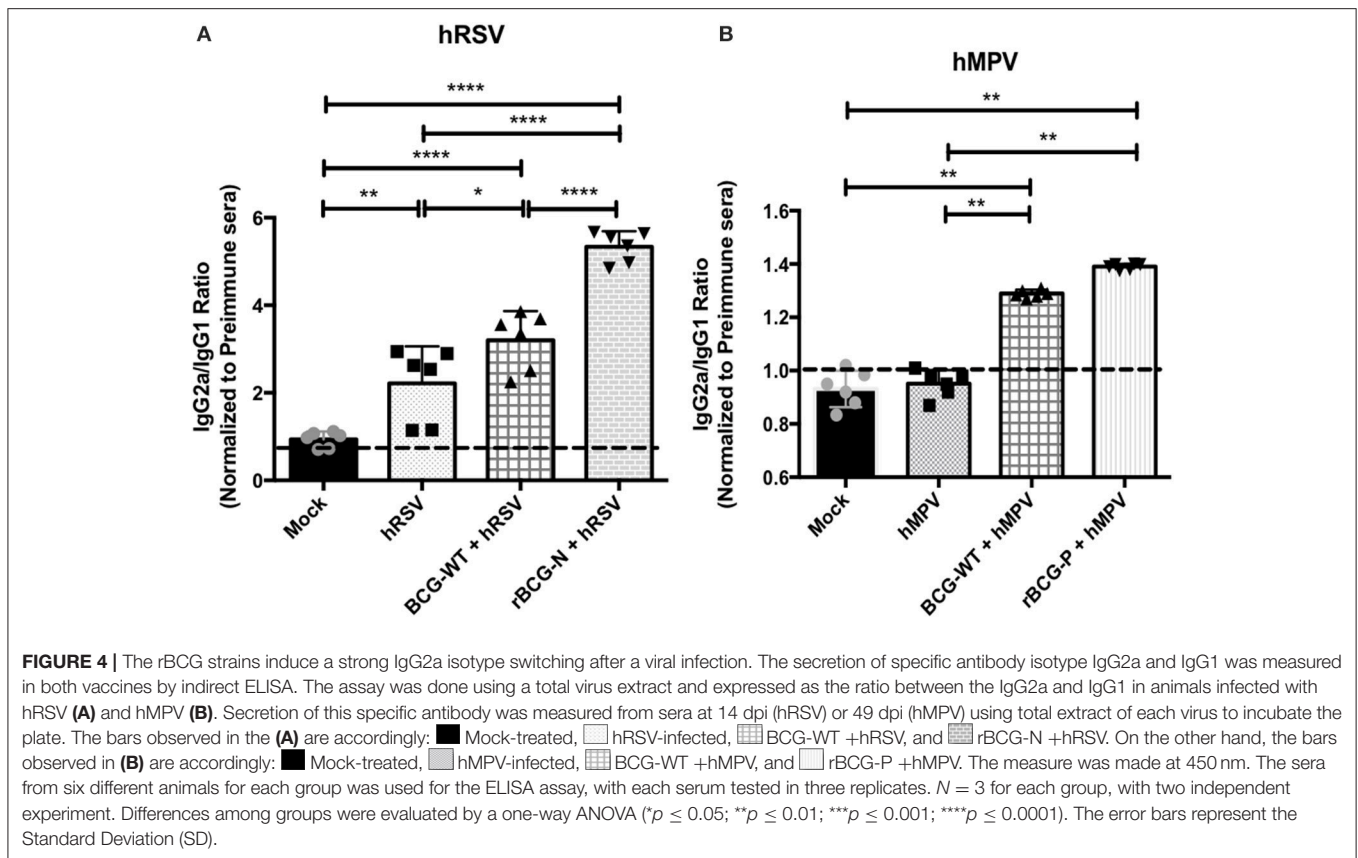 A
hRSV
****
****
****
**
*
****
IgG2a/IgG1 Ratio
(Normalized to Preimmune sera)
6
4
2
0
Mock
hRSV
BCG-WT + hRSV
rBCG-N + hRSV
B
hMPV
**
**
**
**
IgG2a/IgG1 Ratio
(Normalized to Preimmune sera)
1.6
1.4
1.2
1.0
0.8
0.6
Mock
hMPV
BCG-WT + hMPV
rBCG-P + hMPV
FIGURE 4 | The rBCG strains induce a strong IgG2a isotype switching after a viral infection. The secretion of specific antibody isotype IgG2a and IgG1 was measured
in both vaccines by indirect ELISA. The assay was done using a total virus extract and expressed as the ratio between the IgG2a and IgG1 in animals infected with
hRSV (A) and hMPV (B). Secretion of this specific antibody was measured from sera at 14 dpi (hRSV) or 49 dpi (hMPV) using total extract of each virus to incubate the
plate. The bars observed in the (A) are accordingly: Mock-treated, hRSV-infected, BCG-WT +hRSV, and rBCG-N +hRSV. On the other hand, the bars
observed in (B) are accordingly: Mock-treated, hMPV-infected, BCG-WT +hMPV, and rBCG-P +hMPV. The measure was made at 450 nm. The sera
from six different animals for each group was used for the ELISA assay, with each serum tested in three replicates. N = 3 for each group, with two independent
experiment. Differences among groups were evaluated by a one-way ANOVA (*p ≤ 0.05; **p ≤ 0.01; ***p ≤ 0.001; ****p ≤ 0.0001). The error bars represent the
Standard Deviation (SD).